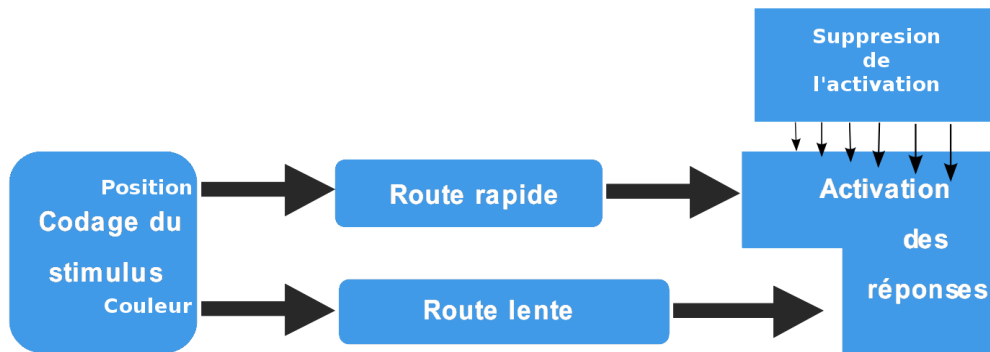 Suppresion
de
l'activation
Position
Codage du
stimulus
Couleur
Route rapide
Route lente
Activation
des
réponses